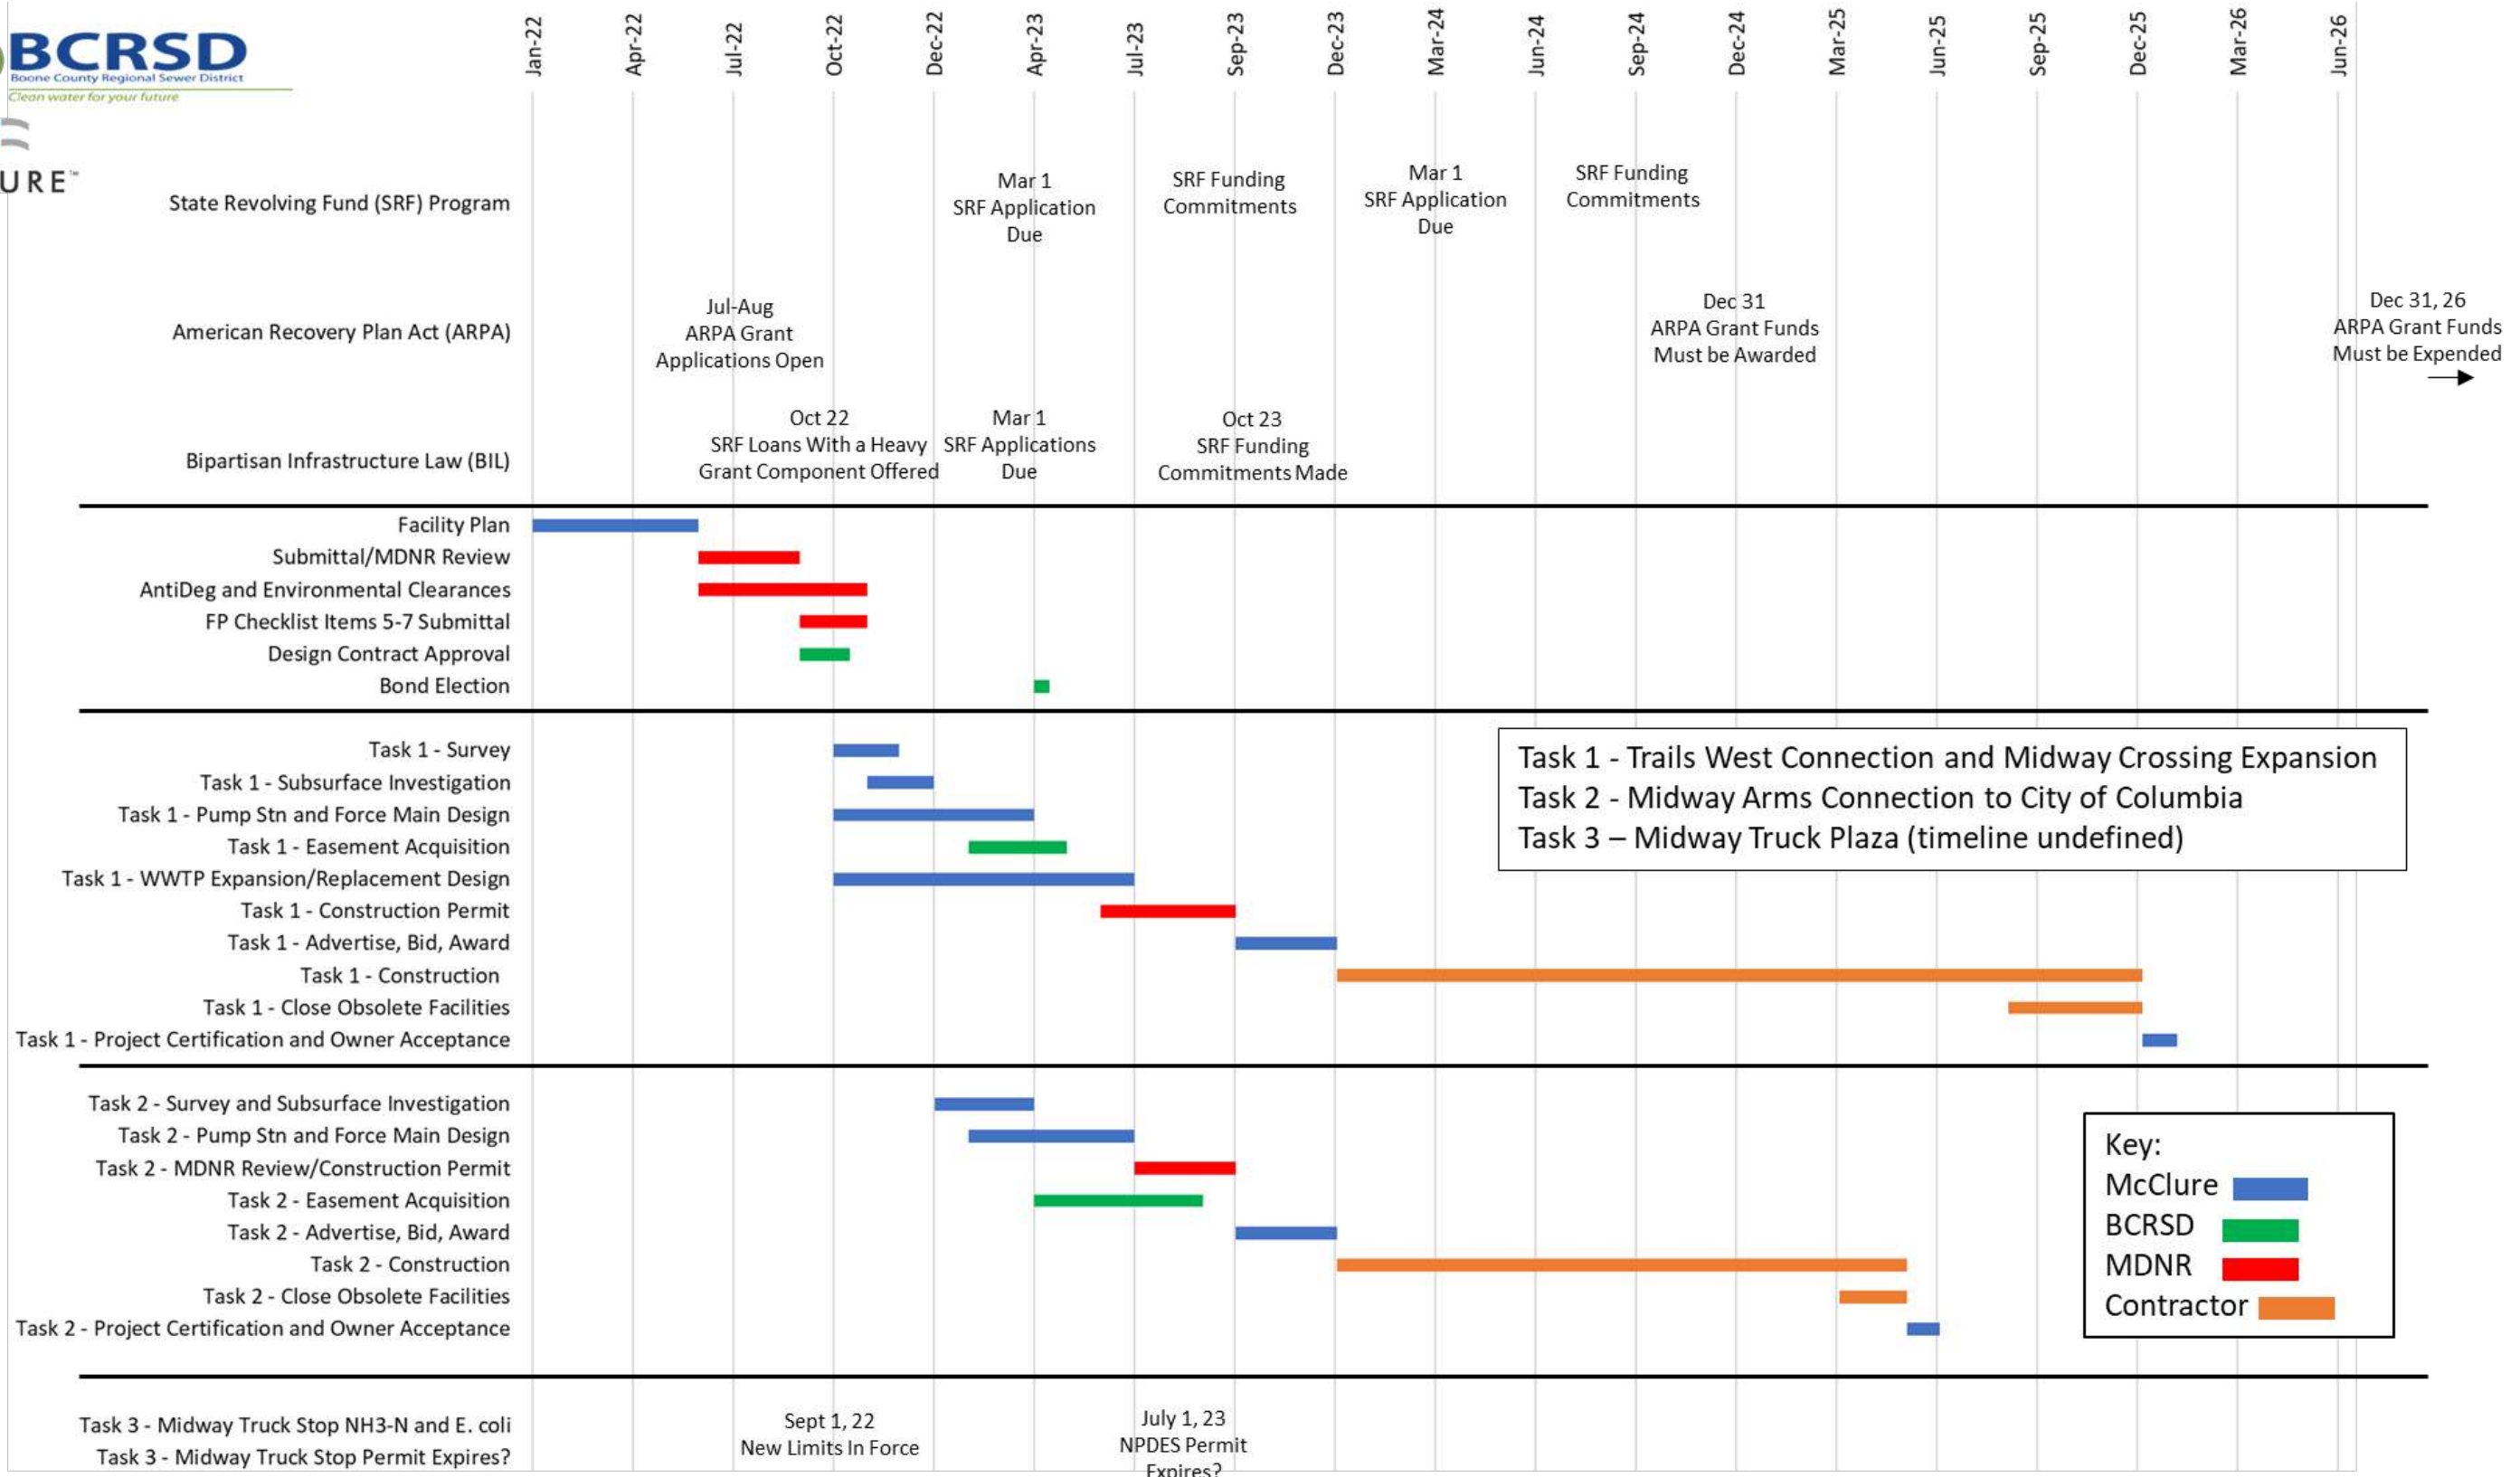 BCRSD
Boone County Regional Sewer District
Clean water for your future
URE™
Jan-22
Apr-22
Jul-22
Oct-22
Dec-22
Apr-23
Jul-23
Sep-23
Dec-23
Mar-24
Jun-24
Sep-24
Dec-24
Mar-25
Jun-25
Sep-25
Dec-25
Mar-26
Jun-26
State Revolving Fund (SRF) Program
Mar 1
SRF Application
Due
SRF Funding
Commitments
Mar 1
SRF Application
Due
SRF Funding
Commitments
American Recovery Plan Act (ARPA)
Jul-Aug
ARPA Grant
Applications Open
Dec 31
ARPA Grant Funds
Must be Awarded
Dec 31, 26
ARPA Grant Funds
Must be Expended
Bipartisan Infrastructure Law (BIL)
Oct 22
SRF Loans With a Heavy
Grant Component Offered
Mar 1
SRF Applications
Due
Oct 23
SRF Funding
Commitments Made
Facility Plan
Submittal/MDNR Review
AntiDeg and Environmental Clearances
FP Checklist Items 5-7 Submittal
Design Contract Approval
Bond Election
Task 1 - Survey
Task 1 - Subsurface Investigation
Task 1 - Pump Stn and Force Main Design
Task 1 - Easement Acquisition
Task 1 - WWTP Expansion/Replacement Design
Task 1 - Construction Permit
Task 1 - Advertise, Bid, Award
Task 1 - Construction
Task 1 - Close Obsolete Facilities
Task 1 - Project Certification and Owner Acceptance
Task 1 - Trails West Connection and Midway Crossing Expansion
Task 2 - Midway Arms Connection to City of Columbia
Task 3 – Midway Truck Plaza (timeline undefined)
Task 2 - Survey and Subsurface Investigation
Task 2 - Pump Stn and Force Main Design
Task 2 - MDNR Review/Construction Permit
Task 2 - Easement Acquisition
Task 2 - Advertise, Bid, Award
Task 2 - Construction
Task 2 - Close Obsolete Facilities
Task 2 - Project Certification and Owner Acceptance
Key:
McClure
BCRSD
MDNR
Contractor
Task 3 - Midway Truck Stop NH3-N and E. coli
Task 3 - Midway Truck Stop Permit Expires?
Sept 1, 22
New Limits In Force
July 1, 23
NPDES Permit
Expires?